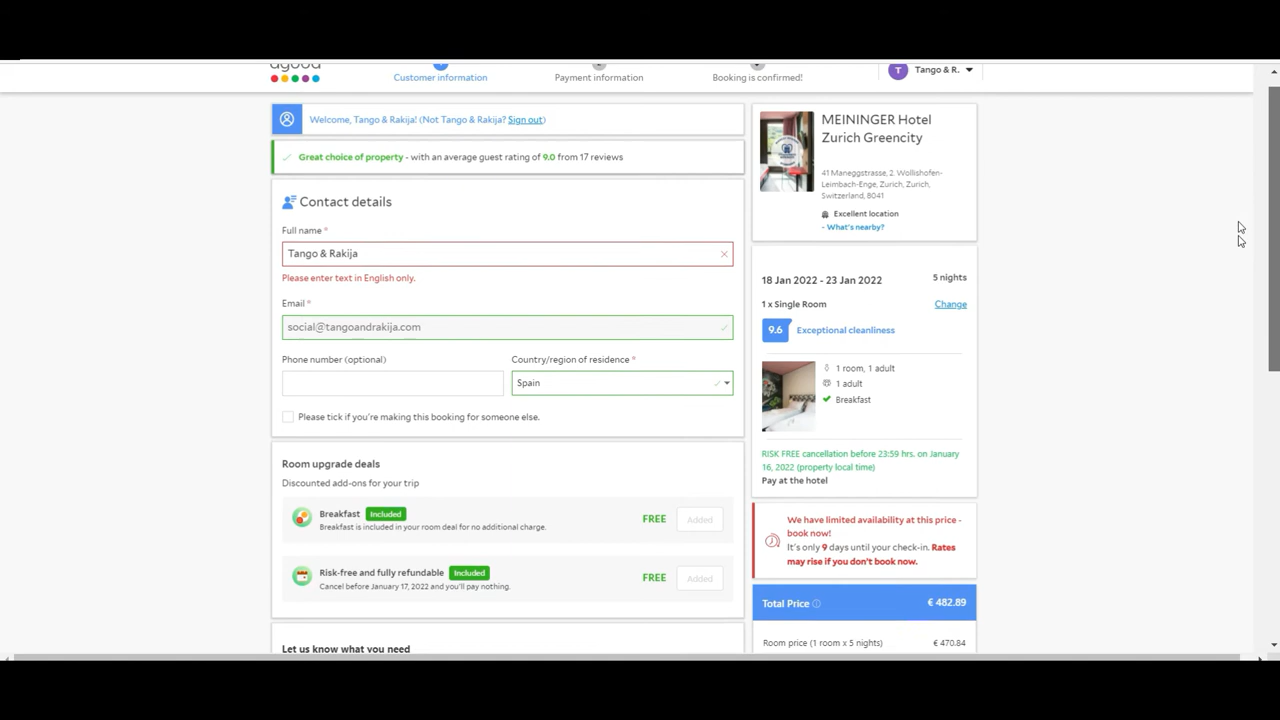 agoda
Customer information
Payment information
Booking is confirmed!
T
Tango & R.
Welcome, Tango & Rakija! (Not Tango & Rakija? Sign out)
Great choice of property - with an average guest rating of 9.0 from 17 reviews
Contact details
Full name *
Tango & Rakija
Please enter text in English only.
Email *
social@tangoandrakija.com
Phone number (optional)
Country/region of residence *
Spain
Please tick if you're making this booking for someone else.
Room upgrade deals
Discounted add-ons for your trip
Breakfast Included
Breakfast is included in your room deal for no additional charge.
FREE
Added
Risk-free and fully refundable Included
Cancel before January 17, 2022 and you'll pay nothing.
FREE
Added
Let us know what you need
MEININGER Hotel
Zurich Greencity
41 Maneggstrasse, 2. Wollishofen-
Leimbach-Enge, Zurich, Zurich,
Switzerland, 8041
Excellent location
- What's nearby?
18 Jan 2022 - 23 Jan 2022
5 nights
1 x Single Room
Change
9.6
Exceptional cleanliness
1 room, 1 adult
1 adult
Breakfast
RISK FREE cancellation before 23:59 hrs. on January
16, 2022 (property local time)
Pay at the hotel
We have limited availability at this price -
book now!
It's only 9 days until your check-in. Rates
may rise if you don't book now.
Total Price
€ 482.89
Room price (1 room x 5 nights)
€ 470.84